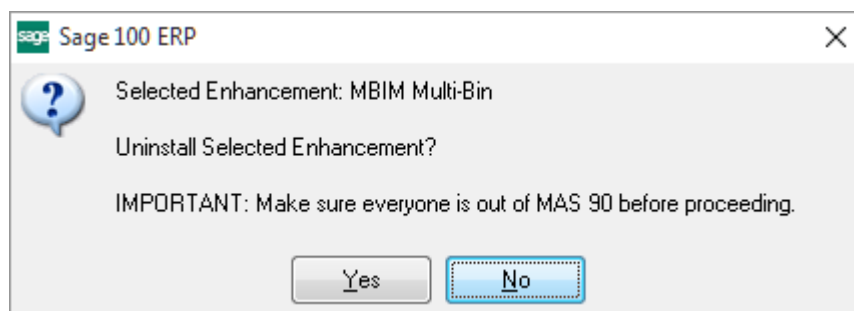 sage Sage 100 ERP
Selected Enhancement: MBIM Multi-Bin
Uninstall Selected Enhancement?
IMPORTANT: Make sure everyone is out of MAS 90 before proceeding.
Yes No